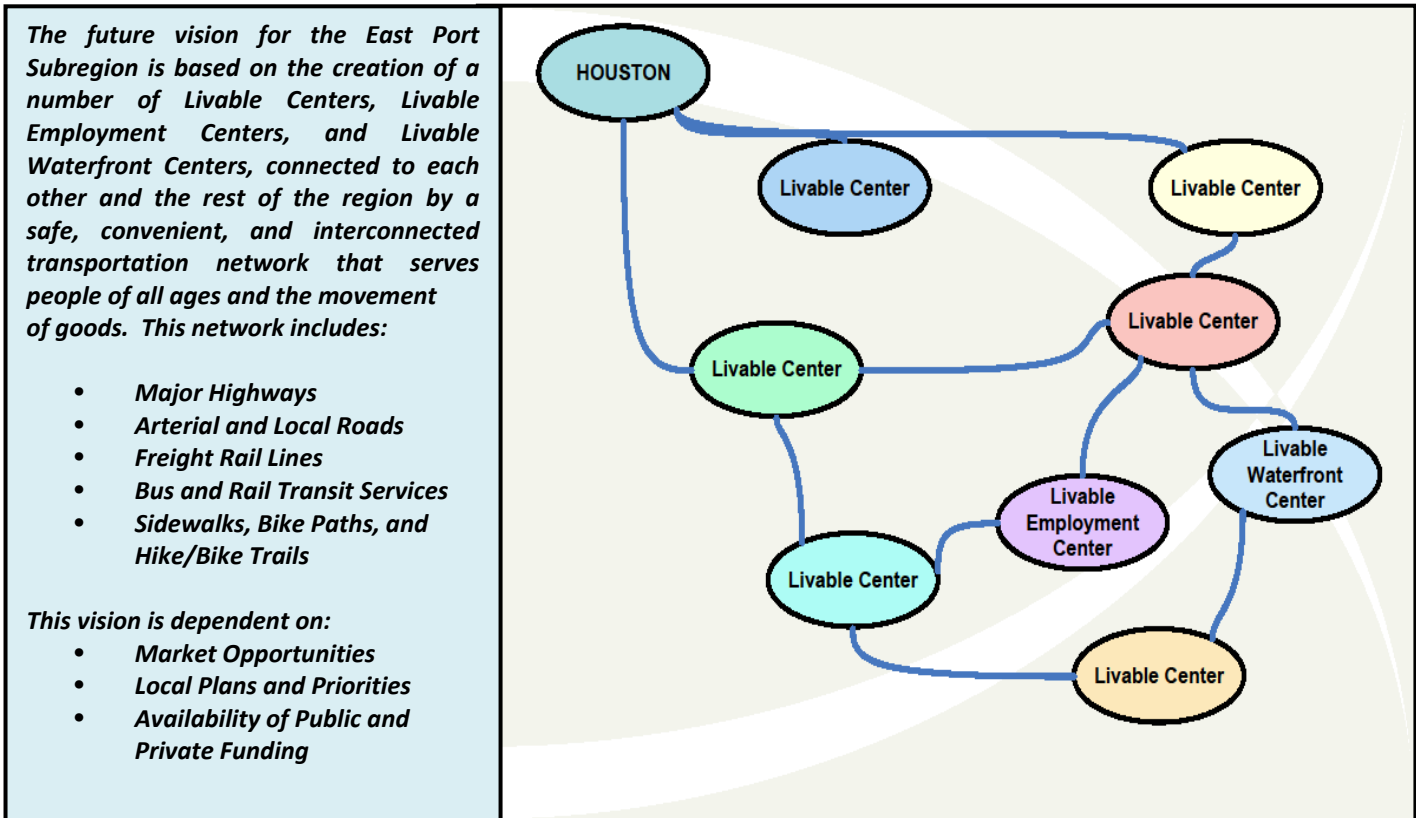 The future vision for the East Port
Subregion is based on the creation of a
number of Livable Centers, Livable
Employment Centers, and Livable
Waterfront Centers, connected to each
other and the rest of the region by a
safe, convenient, and interconnected
transportation network that serves
people of all ages and the movement
of goods. This network includes:
• Major Highways
• Arterial and Local Roads
• Freight Rail Lines
• Bus and Rail Transit Services
• Sidewalks, Bike Paths, and
Hike/Bike Trails
This vision is dependent on:
• Market Opportunities
• Local Plans and Priorities
• Availability of Public and
Private Funding
HOUSTON
Livable Center
Livable Center
Livable Center
Livable Center
Livable
Waterfront
Center
Livable
Employment
Center
Livable Center
Livable Center